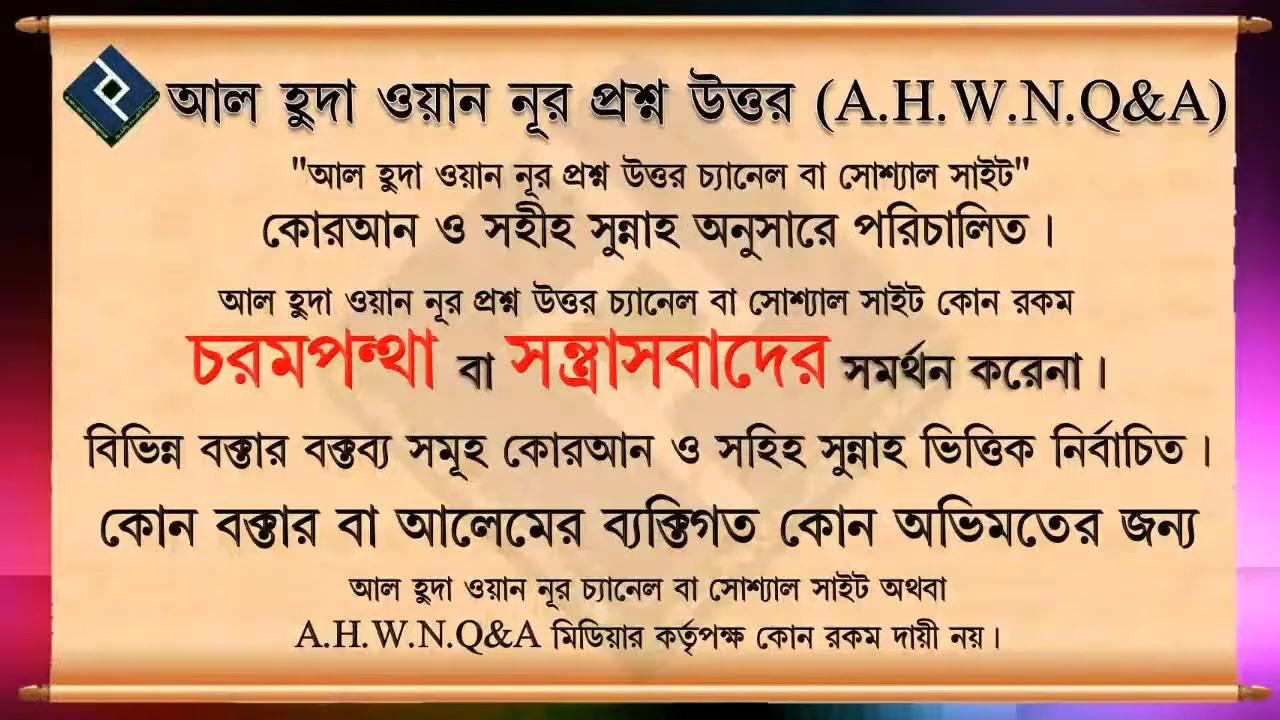 আল হুদা ওয়ান নূর প্রশ্ন উত্তর (A.H.W.N.Q&A)
"আল হুদা ওয়ান নূর প্রশ্ন উত্তর চ্যানেল বা সোশ্যাল সাইট"
কোরআন ও সহীহ সুন্নাহ অনুসারে পরিচালিত।
আল হুদা ওয়ান নূর প্রশ্ন উত্তর চ্যানেল বা সোশ্যাল সাইট কোন রকম
চরমপন্থা বা সন্ত্রাসবাদের সমর্থন করেনা।
বিভিন্ন বক্তার বক্তব্য সমূহ কোরআন ও সহিহ সুন্নাহ ভিত্তিক নির্বাচিত।
কোন বক্তার বা আলেমের ব্যক্তিগত কোন অভিমতের জন্য
আল হুদা ওয়ান নূর চ্যানেল বা সোশ্যাল সাইট অথবা
A.H.W.N.Q&A মিডিয়ার কর্তৃপক্ষ কোন রকম দায়ী নয়।